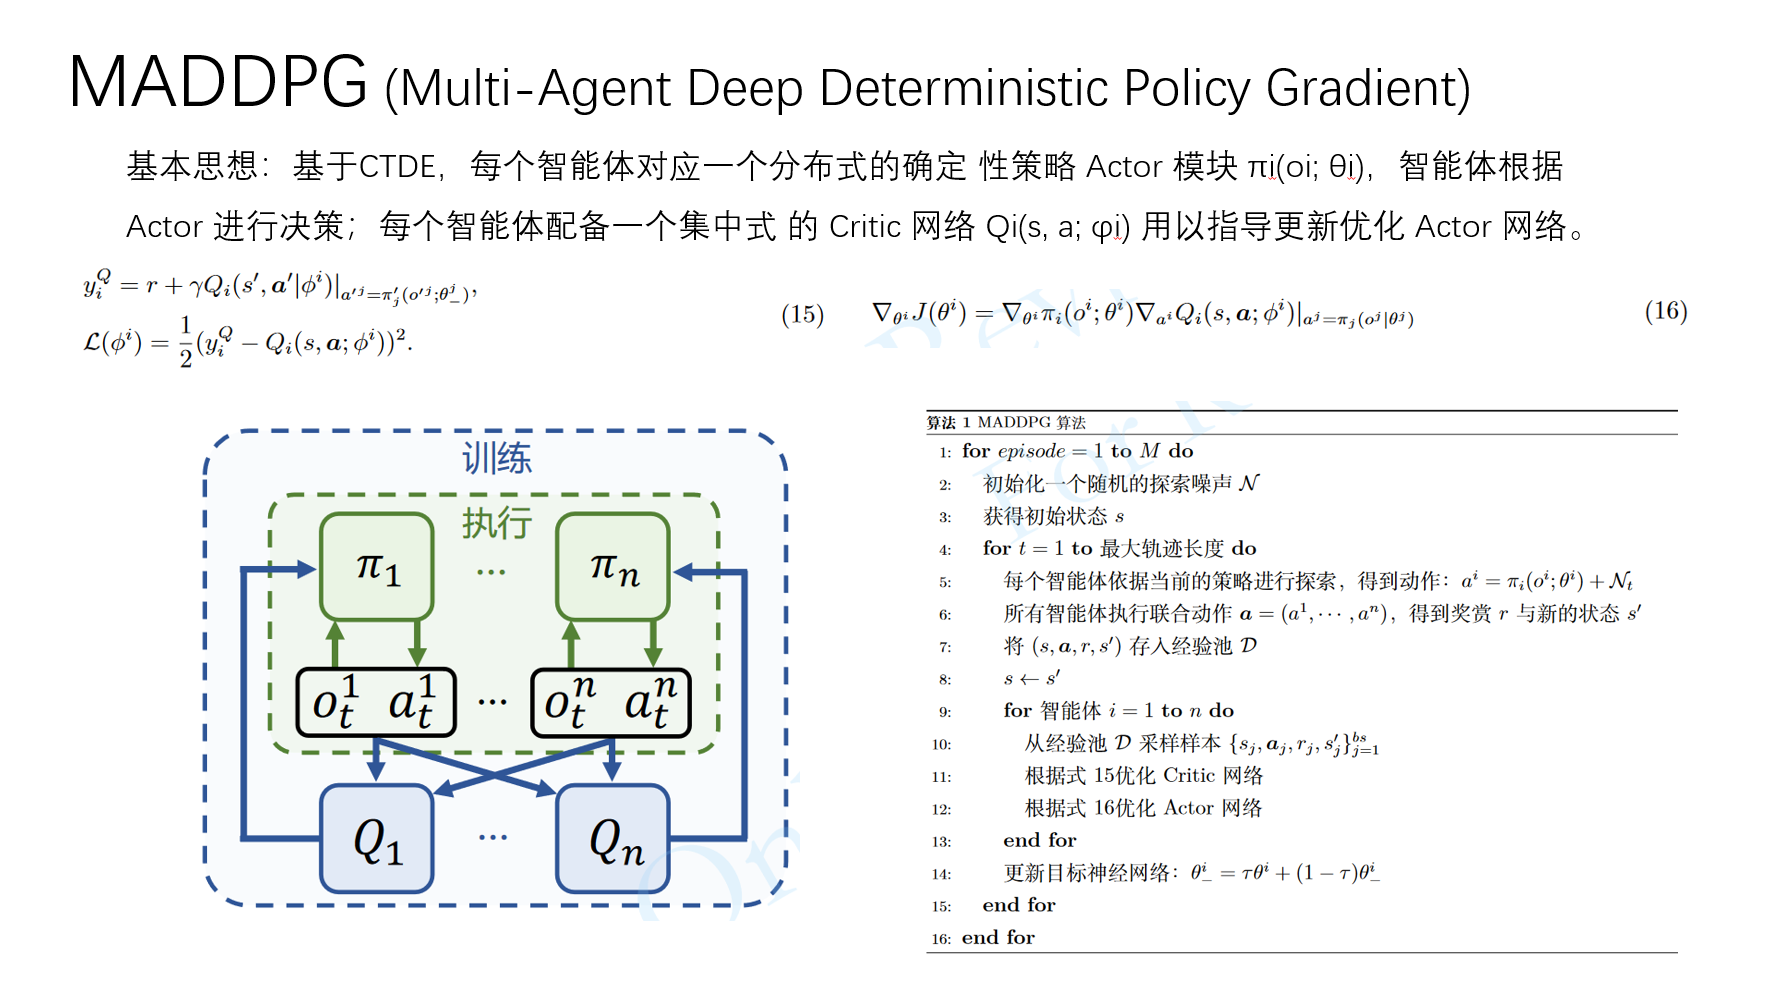 MADDPG (Multi-Agent Deep Deterministic Policy Gradient)
基本思想：基于CTDE，每个智能体对应一个分布式的确定 性策略 Actor 模块 πi(oi; θi)，智能体根据
Actor 进行决策；每个智能体配备一个集中式 的 Critic 网络 Qi(s, a; φi) 用以指导更新优化 Actor 网络。
$y_i^Q = r + \gamma Q_i(s', \boldsymbol{a}'|\phi^i)|_{a'^j=\pi'_j(o'^j;\theta_-^j)},$
$\mathcal{L}(\phi^i) = \frac{1}{2}(y_i^Q - Q_i(s, \boldsymbol{a}; \phi^i))^2.$
(15)
$\nabla_{\theta^i} J(\theta^i) = \nabla_{\theta^i} \pi_i(o^i; \theta^i) \nabla_{a^i} Q_i(s, \boldsymbol{a}; \phi^i)|_{a^j=\pi_j(o^j|\theta^j)}$ (16)
训练
执行
$\pi_1$ ... $\pi_n$
$o_t^1$ $a_t^1$ ... $o_t^n$ $a_t^n$
$Q_1$ ... $Q_n$
算法 1 MADDPG 算法
1: for episode = 1 to M do
2: 初始化一个随机的探索噪声 $\mathcal{N}$
3: 获得初始状态 s
4: for t = 1 to 最大轨迹长度 do
5: 每个智能体依据当前的策略进行探索，得到动作：$a^i = \pi_i(o^i; \theta^i) + \mathcal{N}_t$
6: 所有智能体执行联合动作 $\boldsymbol{a} = (a^1, \cdots, a^n)$，得到奖赏 r 与新的状态 s′
7: 将 $(s, \boldsymbol{a}, r, s')$ 存入经验池 $\mathcal{D}$
8: s ← s′
9: for 智能体 i = 1 to n do
10: 从经验池 $\mathcal{D}$ 采样样本 $\{s_j, \boldsymbol{a}_j, r_j, s'_j\}_{j=1}^{bs}$
11: 根据式 15优化 Critic 网络
12: 根据式 16优化 Actor 网络
13: end for
14: 更新目标神经网络：$\theta_-^i = \tau\theta^i + (1 - \tau)\theta_-^i$
15: end for
16: end for